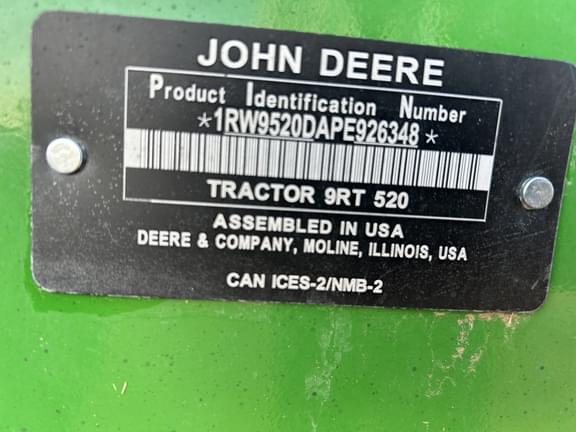 JOHN DEERE
Product Identification Number
*1RW9520DAPE926348*
TRACTOR 9RT 520
ASSEMBLED IN USA
DEERE & COMPANY, MOLINE, ILLINOIS, USA
CAN ICES-2/NMB-2